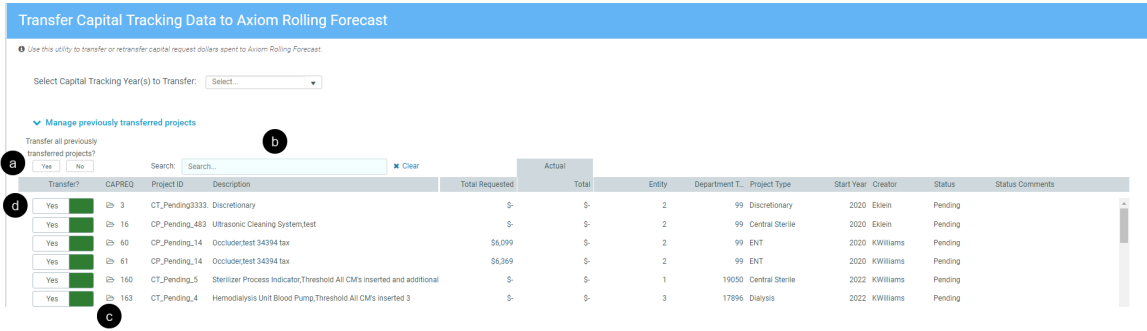 Transfer Capital Tracking Data to Axiom Rolling Forecast
Use this utility to transfer or retransfer capital request dollars spent to Axiom Rolling Forecast.
Select Capital Tracking Year(s) to Transfer: Select...
Manage previously transferred projects
Transfer all previously
transferred projects?
b
a Yes No Search: Search... Clear Actual
Transfer? CAPREQ Project ID Description Total Requested Total Entity Department T... Project Type Start Year Creator Status Status Comments
d Yes 3 CT_Pending3333. Discretionary $- $- 2 99 Discretionary 2020 Eklein Pending
Yes 16 CP_Pending_483 Ultrasonic Cleaning System,test $- $- 2 99 Central Sterile 2020 Eklein Pending
Yes 60 CP_Pending_14 Occluder,test 34394 tax $6,099 $- 2 99 ENT 2020 KWilliams Pending
Yes 61 CP_Pending_14 Occluder,test 34394 tax $6,369 $- 2 99 ENT 2020 KWilliams Pending
Yes 160 CT_Pending_5 Sterilizer Process Indicator,Threshold All CM's inserted and additional $- $- 1 19050 Central Sterile 2022 KWilliams Pending
Yes 163 CT_Pending_4 Hemodialysis Unit Blood Pump,Threshold All CM's inserted 3 $- $- 3 17896 Dialysis 2022 KWilliams Pending
c